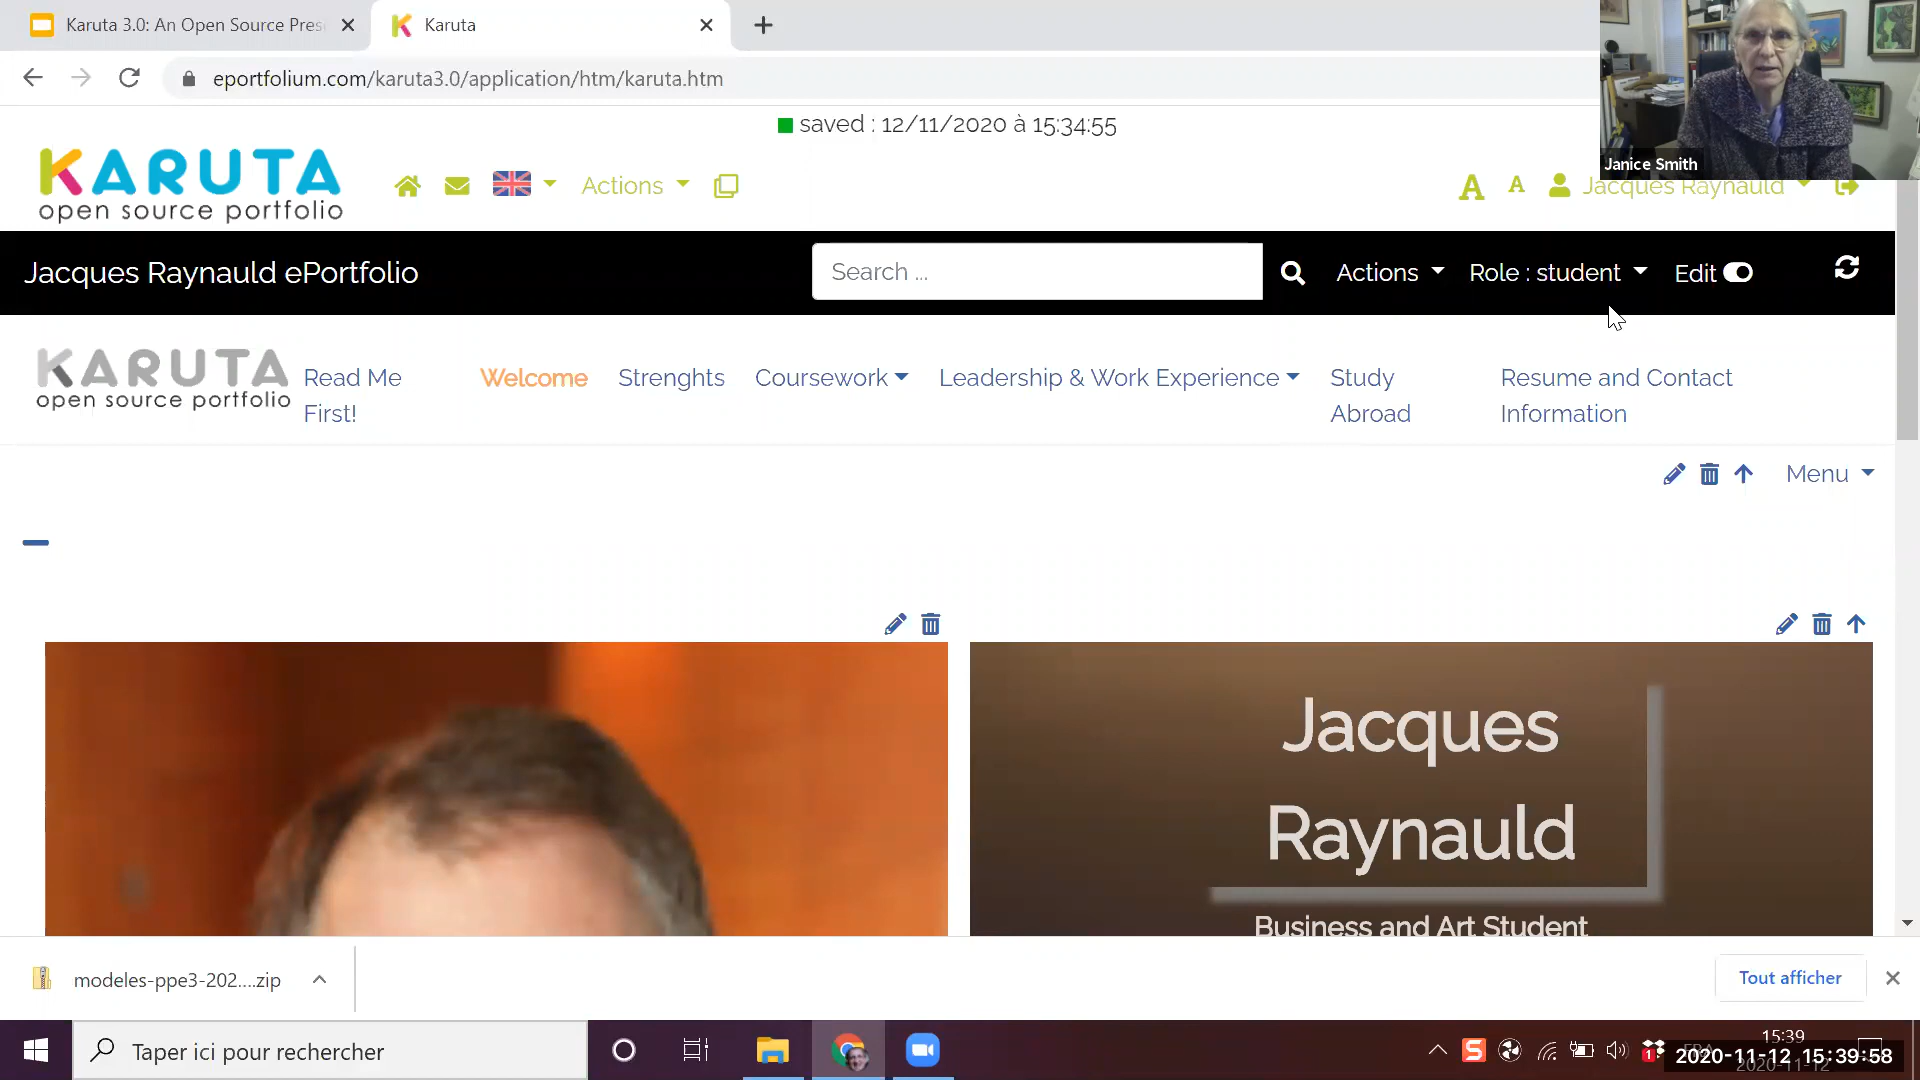 Karuta 3.0: An Open Source Pres
Karuta
eportfolium.com/karuta3.0/application/htm/karuta.htm
saved : 12/11/2020 à 15:34:55
Janice Smith
KARUTA
open source portfolio
Actions
A A
Jacques Raynauld
Jacques Raynauld ePortfolio
Search ...
Actions
Role : student
Edit
KARUTA
open source portfolio
Read Me
First!
Welcome
Strenghts
Coursework
Leadership & Work Experience
Study
Abroad
Resume and Contact
Information
Menu
Jacques
Raynauld
Business and Art Student
modeles-ppe3-202....zip
Tout afficher
Taper ici pour rechercher
15:39
2020-11-12 15:39:58
2020-11-12